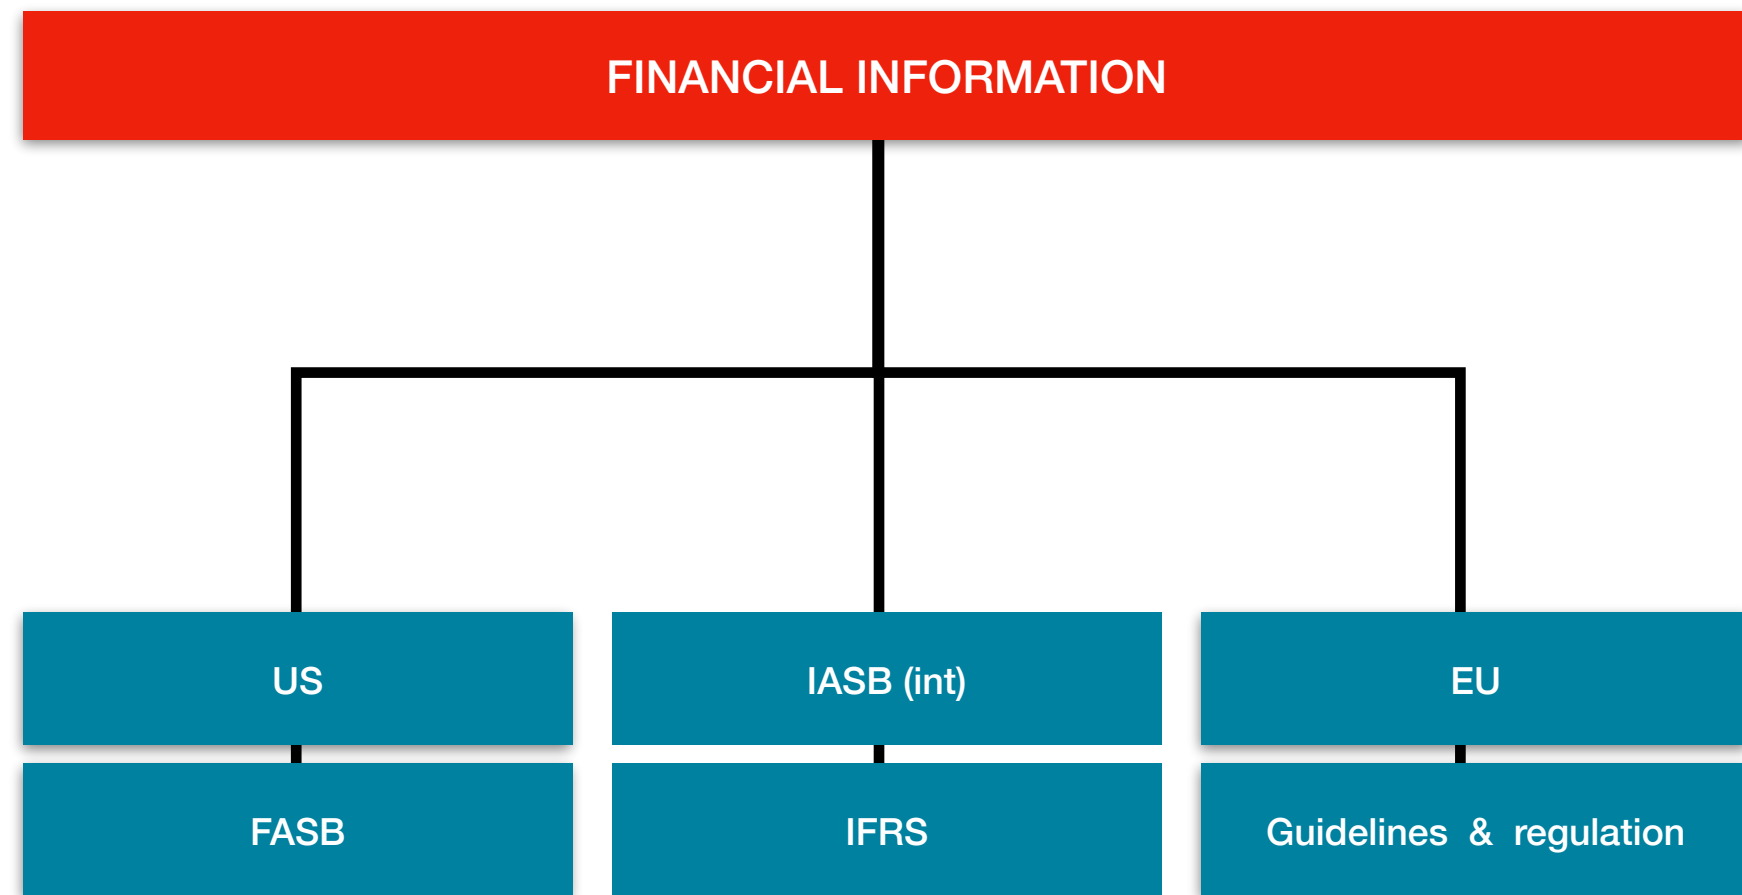 FINANCIAL INFORMATION
US
IASB (int)
EU
FASB
IFRS
Guidelines & regulation